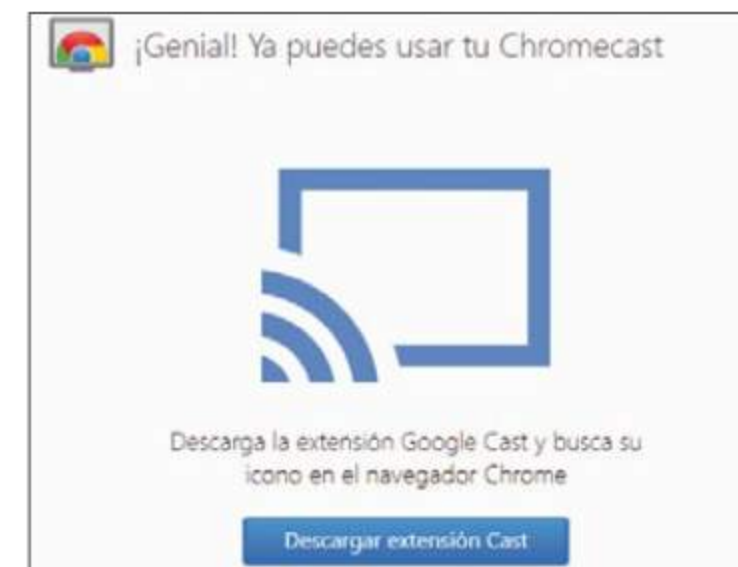 ¡Genial! Ya puedes usar tu Chromecast
Descarga la extensión Google Cast y busca su
icono en el navegador Chrome
Descargar extensión Cast